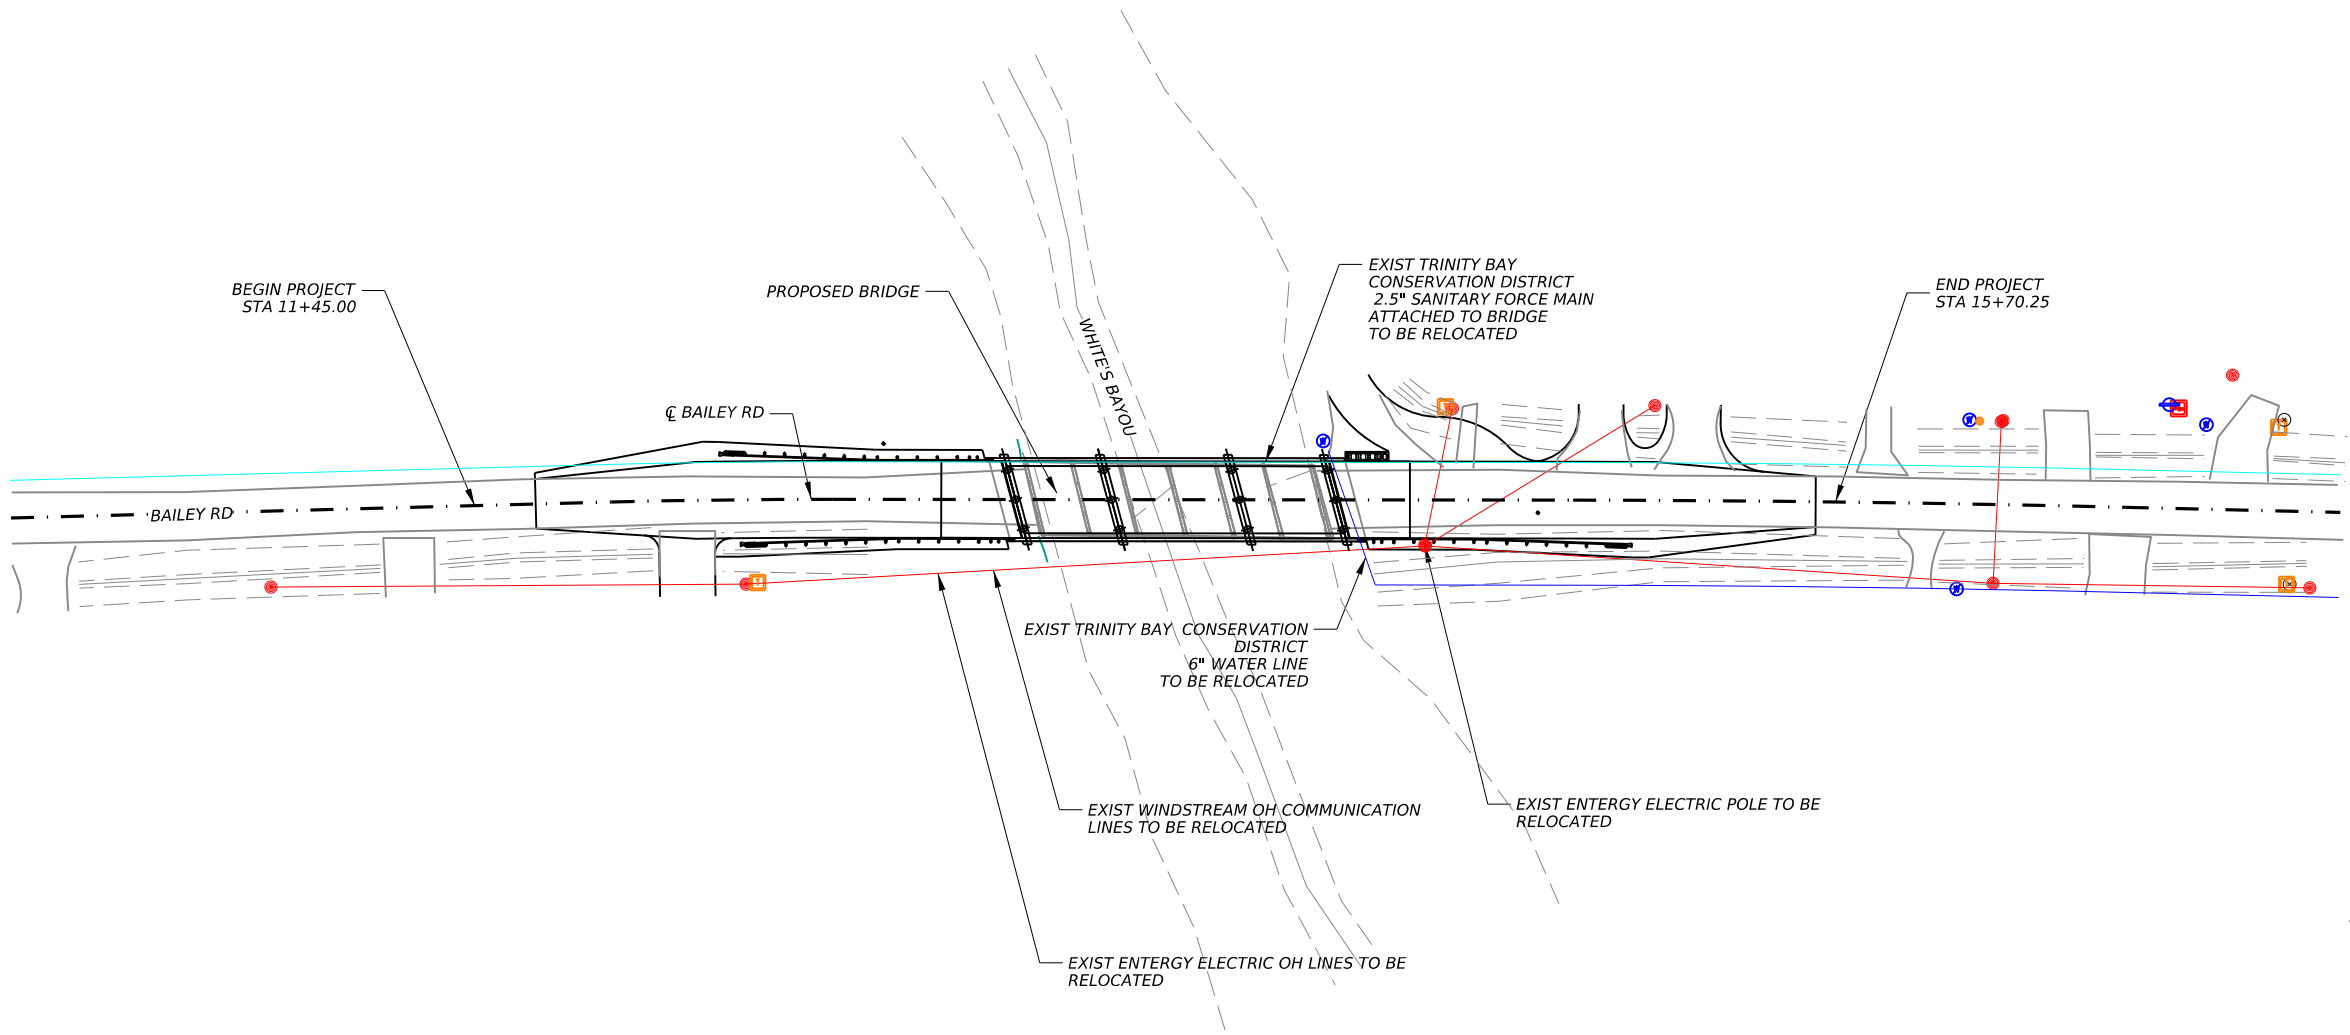 EXIST TRINITY BAY
CONSERVATION DISTRICT
2.5" SANITARY FORCE MAIN
ATTACHED TO BRIDGE
TO BE RELOCATED
BEGIN PROJECT
STA 11+45.00
PROPOSED BRIDGE
END PROJECT
STA 15+70.25
WHITE'S BAYOU
℄ BAILEY RD
BAILEY RD
EXIST TRINITY BAY CONSERVATION
DISTRICT
6" WATER LINE
TO BE RELOCATED
EXIST WINDSTREAM OH COMMUNICATION
LINES TO BE RELOCATED
EXIST ENTERGY ELECTRIC POLE TO BE
RELOCATED
EXIST ENTERGY ELECTRIC OH LINES TO BE
RELOCATED